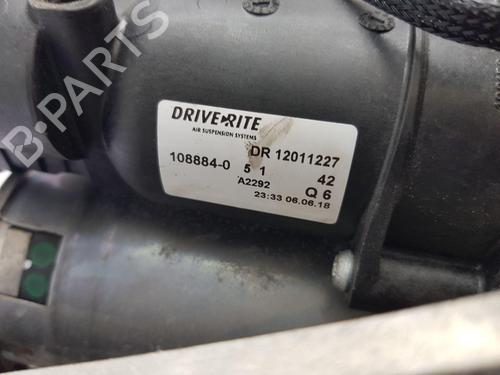 DRIVE RITE
AIR SUSPENSION SYSTEMS
DR 12011227
108884-0 5 1 42
A2292 Q 6
23:33 06.06.18
B-PARTS